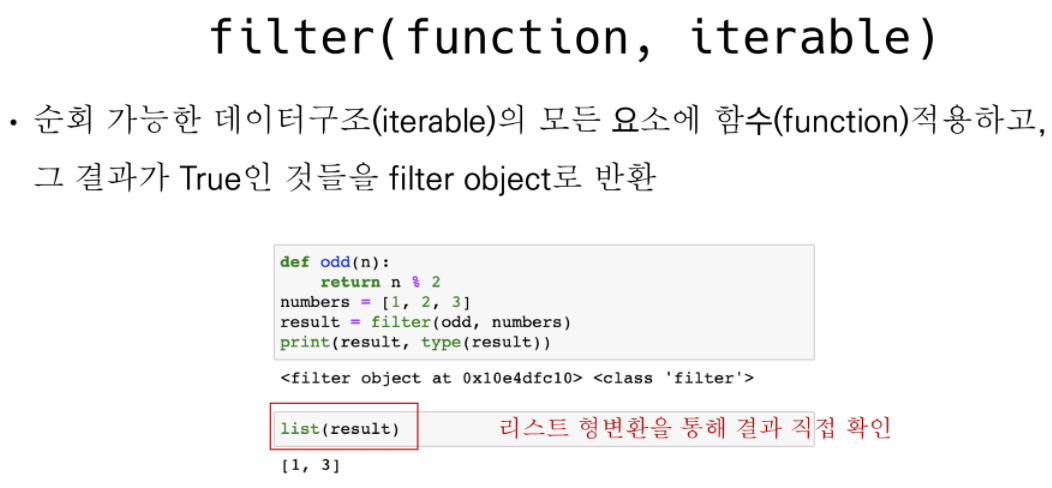 filter(function, iterable)
• 순회 가능한 데이터구조(iterable)의 모든 요소에 함수(function)적용하고,
그 결과가 True인 것들을 filter object로 반환
def odd(n):
    return n % 2
numbers = [1, 2, 3]
result = filter(odd, numbers)
print(result, type(result))
<filter object at 0x10e4dfc10> <class 'filter'>
list(result) 리스트 형변환을 통해 결과 직접 확인
[1, 3]